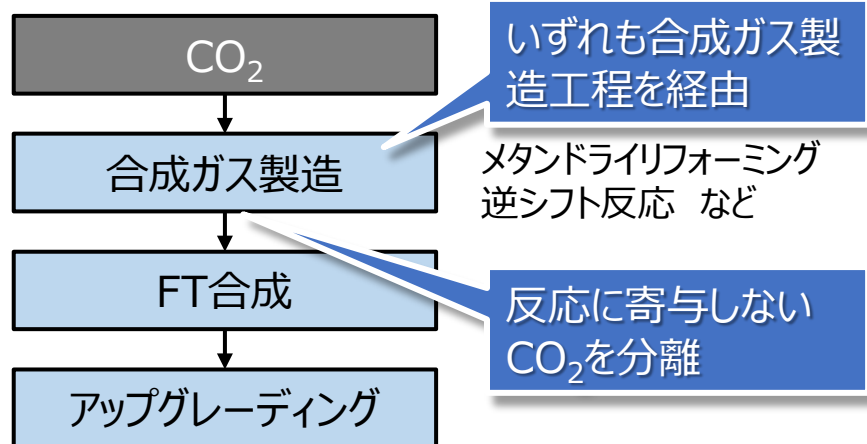 CO₂
いずれも合成ガス製
造工程を経由
合成ガス製造
メタンドライリフォーミング
逆シフト反応 など
FT合成
反応に寄与しない
CO₂を分離
アップグレーディング